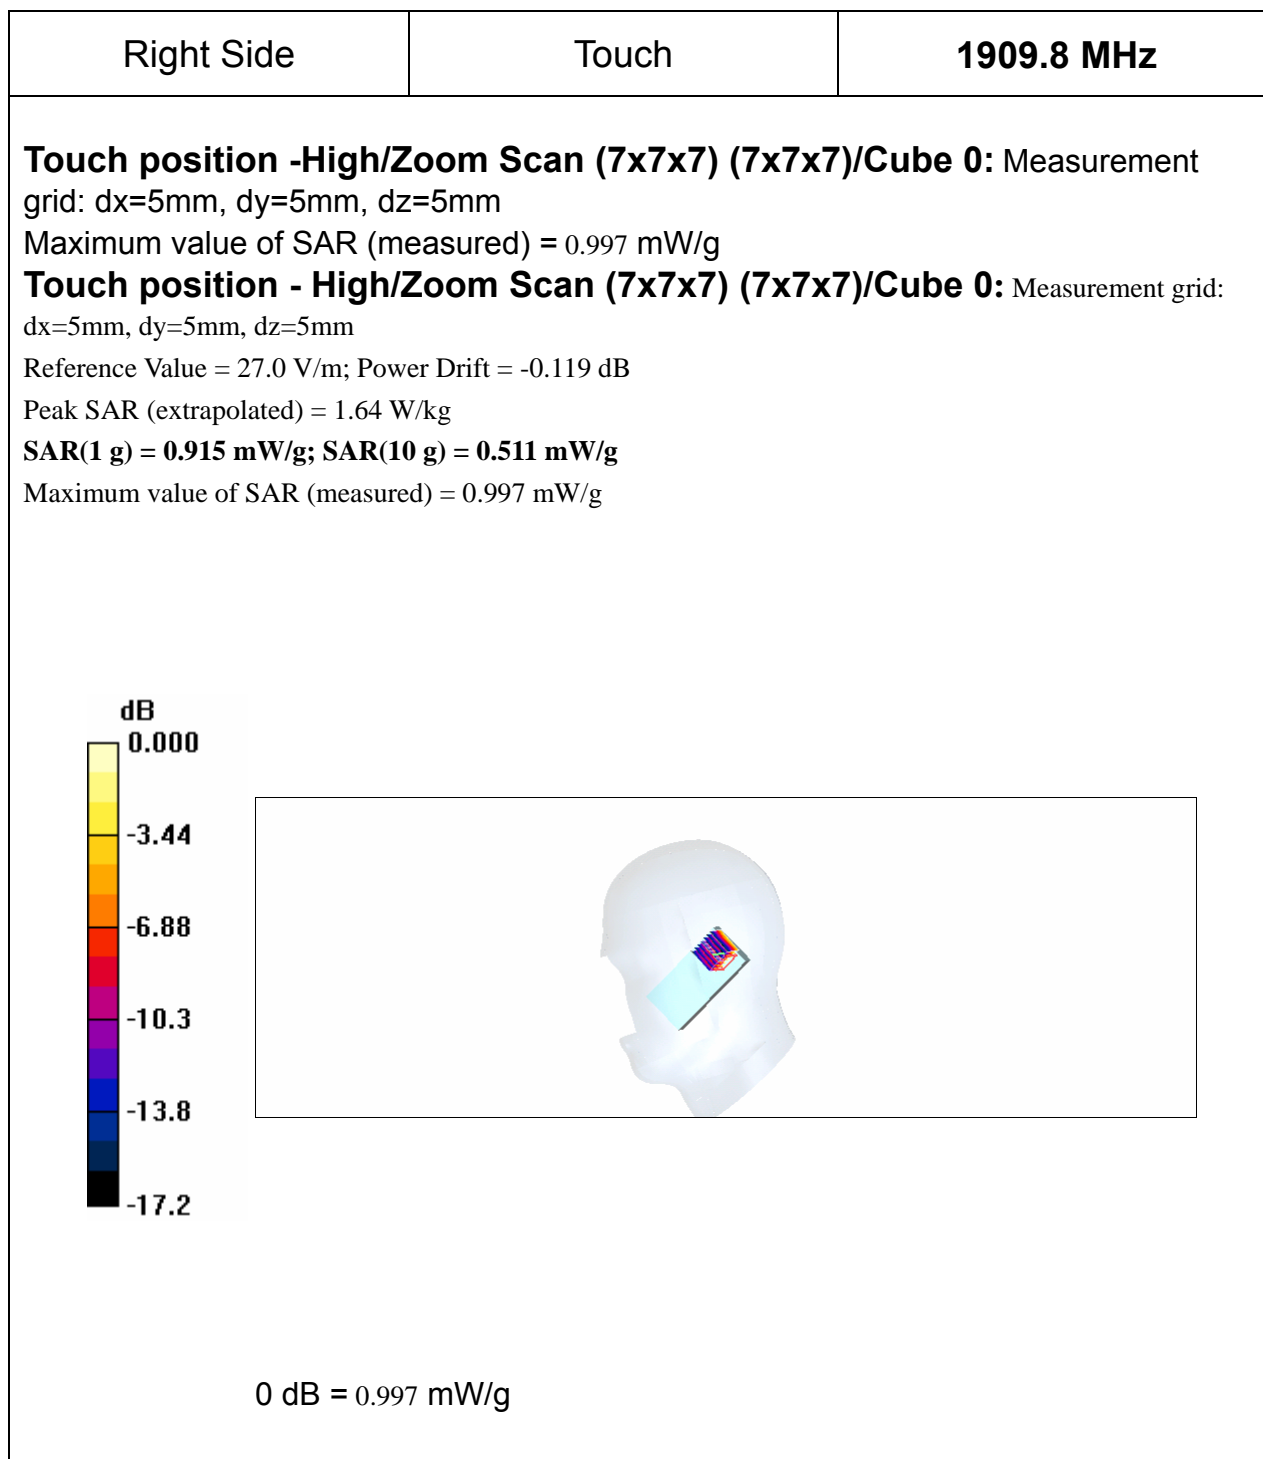 Right Side Touch 1909.8 MHz
Touch position -High/Zoom Scan (7x7x7) (7x7x7)/Cube 0: Measurement
grid: dx=5mm, dy=5mm, dz=5mm
Maximum value of SAR (measured) = 0.997 mW/g
Touch position - High/Zoom Scan (7x7x7) (7x7x7)/Cube 0: Measurement grid:
dx=5mm, dy=5mm, dz=5mm
Reference Value = 27.0 V/m; Power Drift = -0.119 dB
Peak SAR (extrapolated) = 1.64 W/kg
SAR(1 g) = 0.915 mW/g; SAR(10 g) = 0.511 mW/g
Maximum value of SAR (measured) = 0.997 mW/g
dB
0.000
-3.44
-6.88
-10.3
-13.8
-17.2
0 dB = 0.997 mW/g